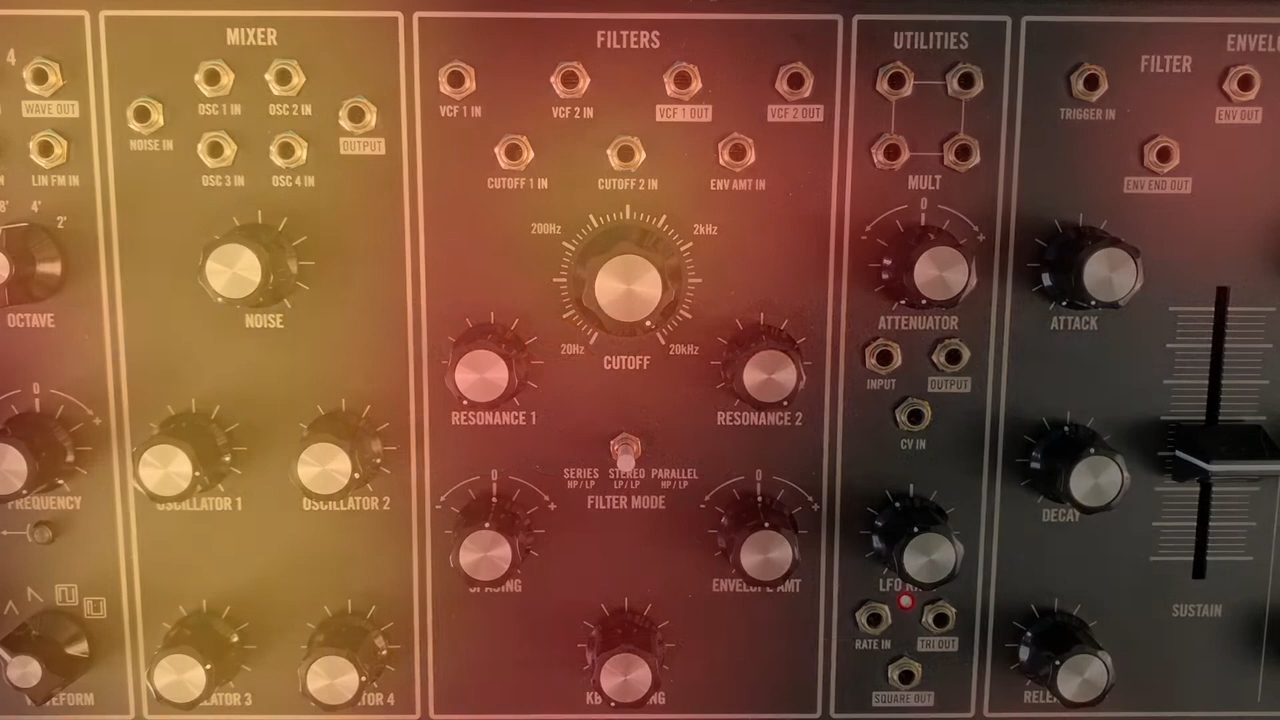 4
WAVE OUT
LIN FM IN
8'
4'
2'
OCTAVE
0
+
FREQUENCY
MIXER
OSC 1 IN
OSC 2 IN
NOISE IN
OUTPUT
OSC 3 IN
OSC 4 IN
NOISE
OSCILLATOR 1
OSCILLATOR 2
FILTERS
VCF 1 IN
VCF 2 IN
VCF 1 OUT
VCF 2 OUT
CUTOFF 1 IN
CUTOFF 2 IN
ENV AMT IN
200Hz
2kHz
20Hz
20kHz
CUTOFF
RESONANCE 1
RESONANCE 2
SERIES STEREO PARALLEL
HP / LP LP / LP HP / LP
FILTER MODE
0
-
+
0
-
+
UTILITIES
MULT
0
-
+
ATTENUATOR
INPUT
OUTPUT
CV IN
LFO
RATE IN
TRI OUT
SQUARE OUT
FILTER
TRIGGER IN
ENV OUT
ENV END OUT
ATTACK
DECAY
SUSTAIN